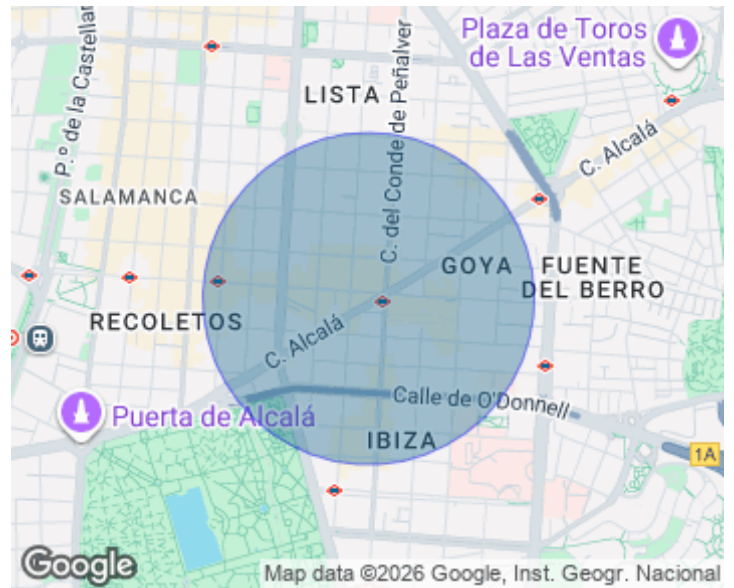 Plaza de Toros
de Las Ventas
P.º de la Castellan
LISTA
C. del Conde de Peñalver
C. Alcalá
SALAMANCA
GOYA
FUENTE
DEL BERRO
RECOLETOS
C. Alcalá
Calle de O'Donnell
Puerta de Alcalá
IBIZA
1A
Google
Map data ©2026 Google, Inst. Geogr. Nacional